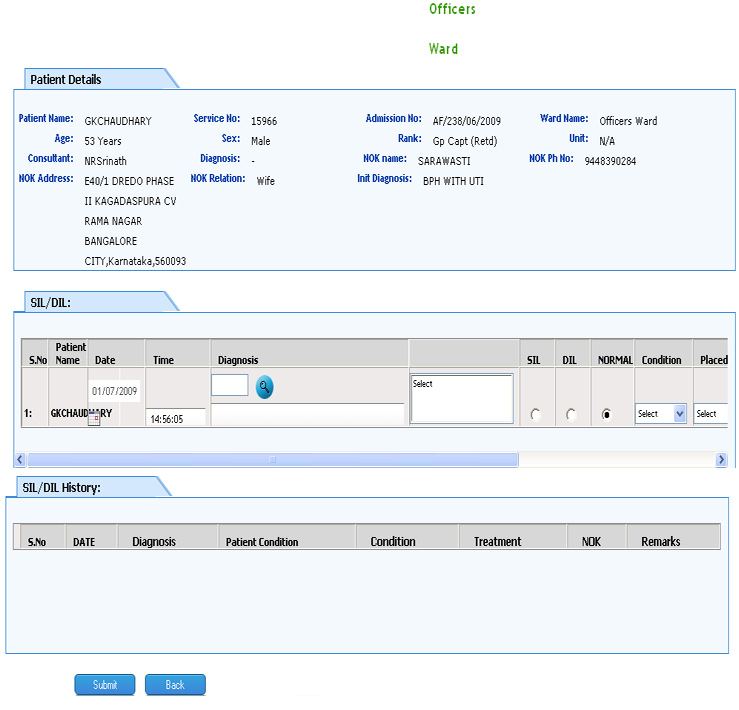 Officers
Ward
Patient Details
Patient Name: GKCHAUDHARY Service No: 15966 Admission No: AF/238/06/2009 Ward Name: Officers Ward
Age: 53 Years Sex: Male Rank: Gp Capt (Retd) Unit: N/A
Consultant: NRSrinath Diagnosis: - NOK name: SARAWASTI NOK Ph No: 9448390284
NOK Address: E40/1 DREDO PHASE NOK Relation: Wife Init Diagnosis: BPH WITH UTI
II KAGADASPURA CV
RAMA NAGAR
BANGALORE
CITY,Karnataka,560093
SIL/DIL:
S.No Patient Name Date Time Diagnosis SIL DIL NORMAL Condition Placed
01/07/2009 Select
1: GKCHAUDHARY 14:56:05 Select Select
SIL/DIL History:
S.No DATE Diagnosis Patient Condition Condition Treatment NOK Remarks
Submit Back